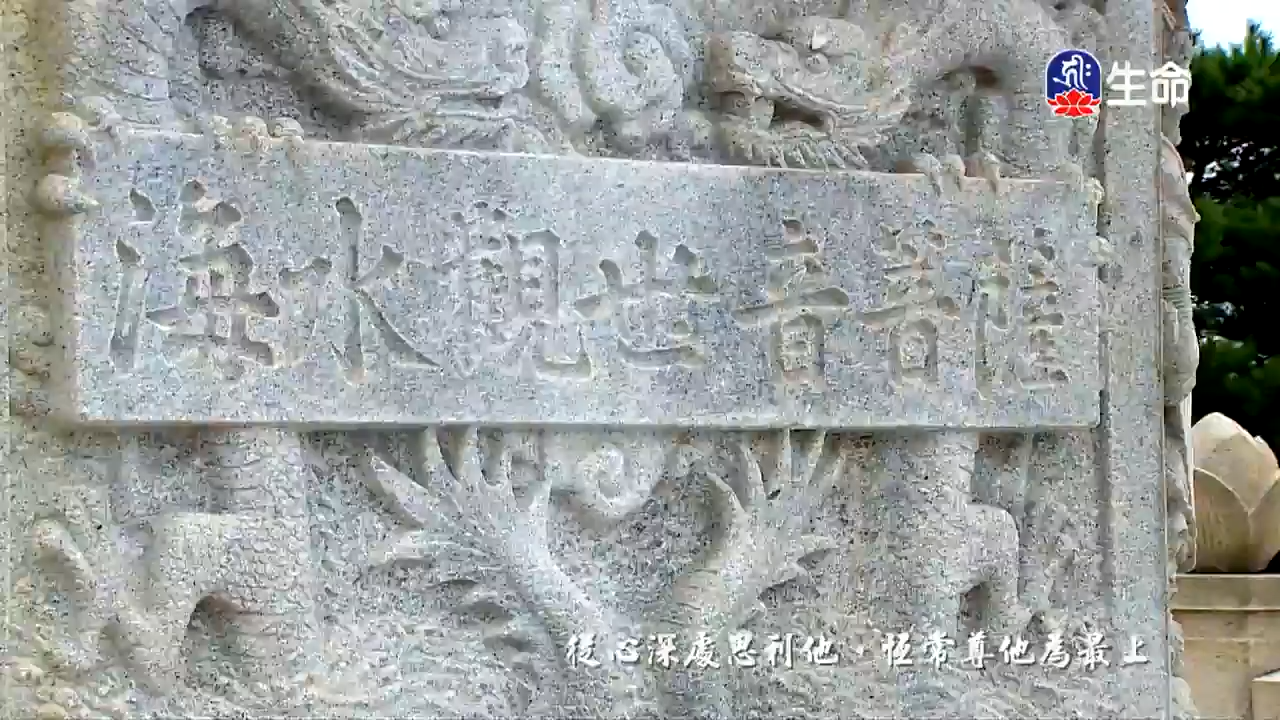 生命
海水觀世音菩薩
從心深處思利他，恆常尊他為最上